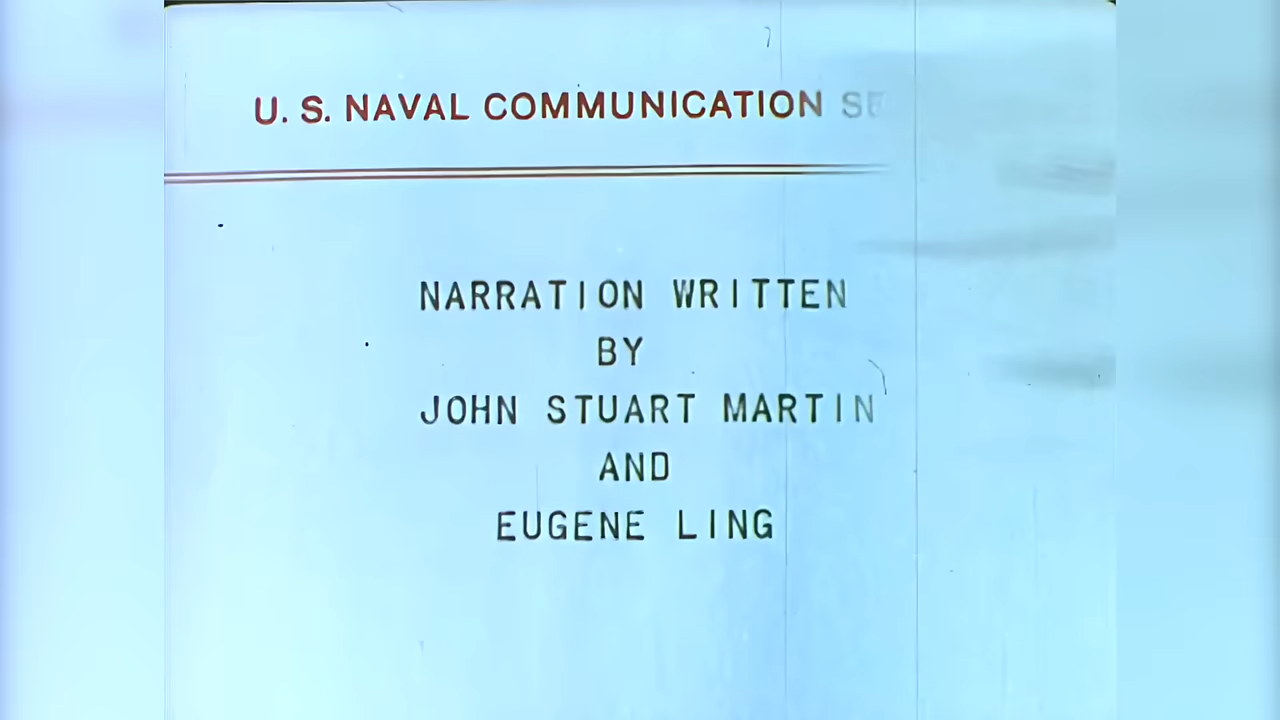 U. S. NAVAL COMMUNICATION
NARRATION WRITTEN
BY
JOHN STUART MARTIN
AND
EUGENE LING